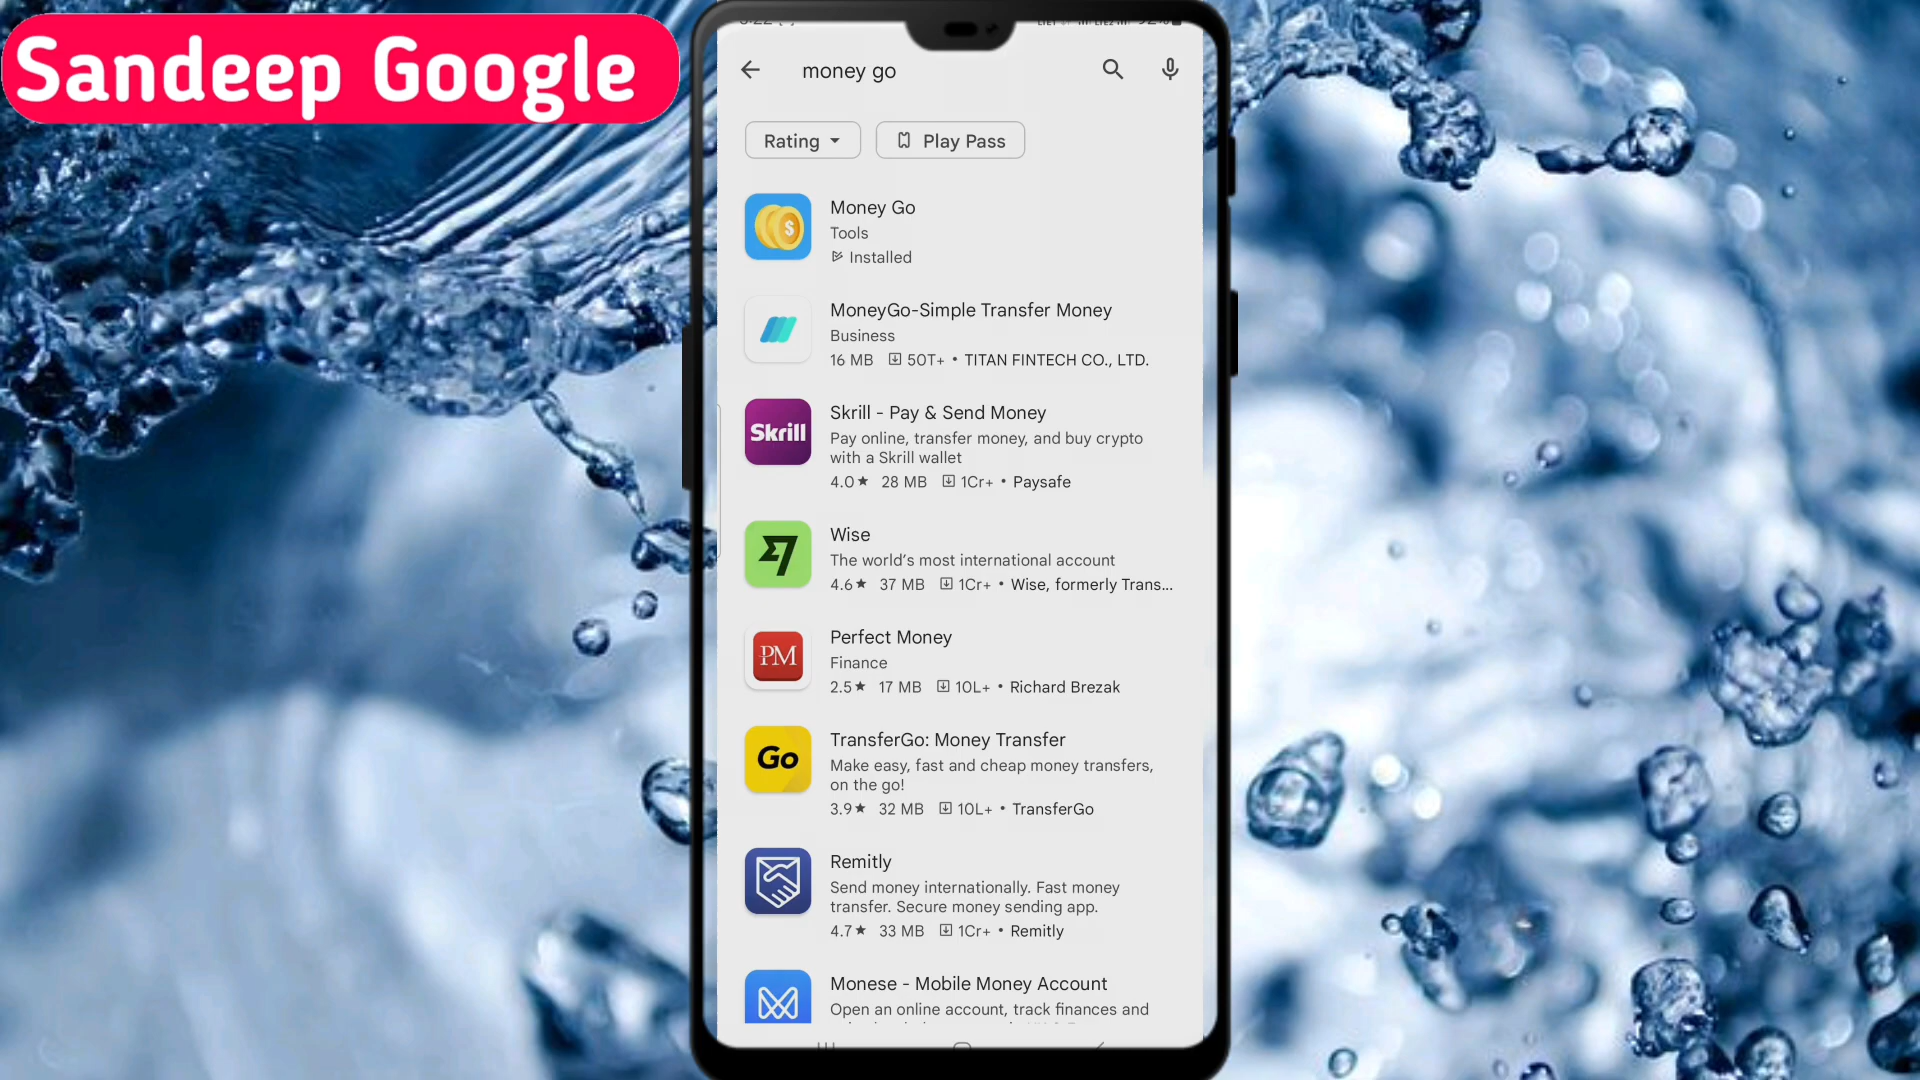 Sandeep Google
money go
Rating
Play Pass
Money Go
Tools
Installed
MoneyGo-Simple Transfer Money
Business
16 MB 50T+ • TITAN FINTECH CO., LTD.
Skrill
Skrill - Pay & Send Money
Pay online, transfer money, and buy crypto
with a Skrill wallet
4.0★ 28 MB 1Cr+ • Paysafe
Wise
The world’s most international account
4.6★ 37 MB 1Cr+ • Wise, formerly Trans...
PM
Perfect Money
Finance
2.5★ 17 MB 10L+ • Richard Brezak
Go
TransferGo: Money Transfer
Make easy, fast and cheap money transfers,
on the go!
3.9★ 32 MB 10L+ • TransferGo
Remitly
Send money internationally. Fast money
transfer. Secure money sending app.
4.7★ 33 MB 1Cr+ • Remitly
Monese - Mobile Money Account
Open an online account, track finances and